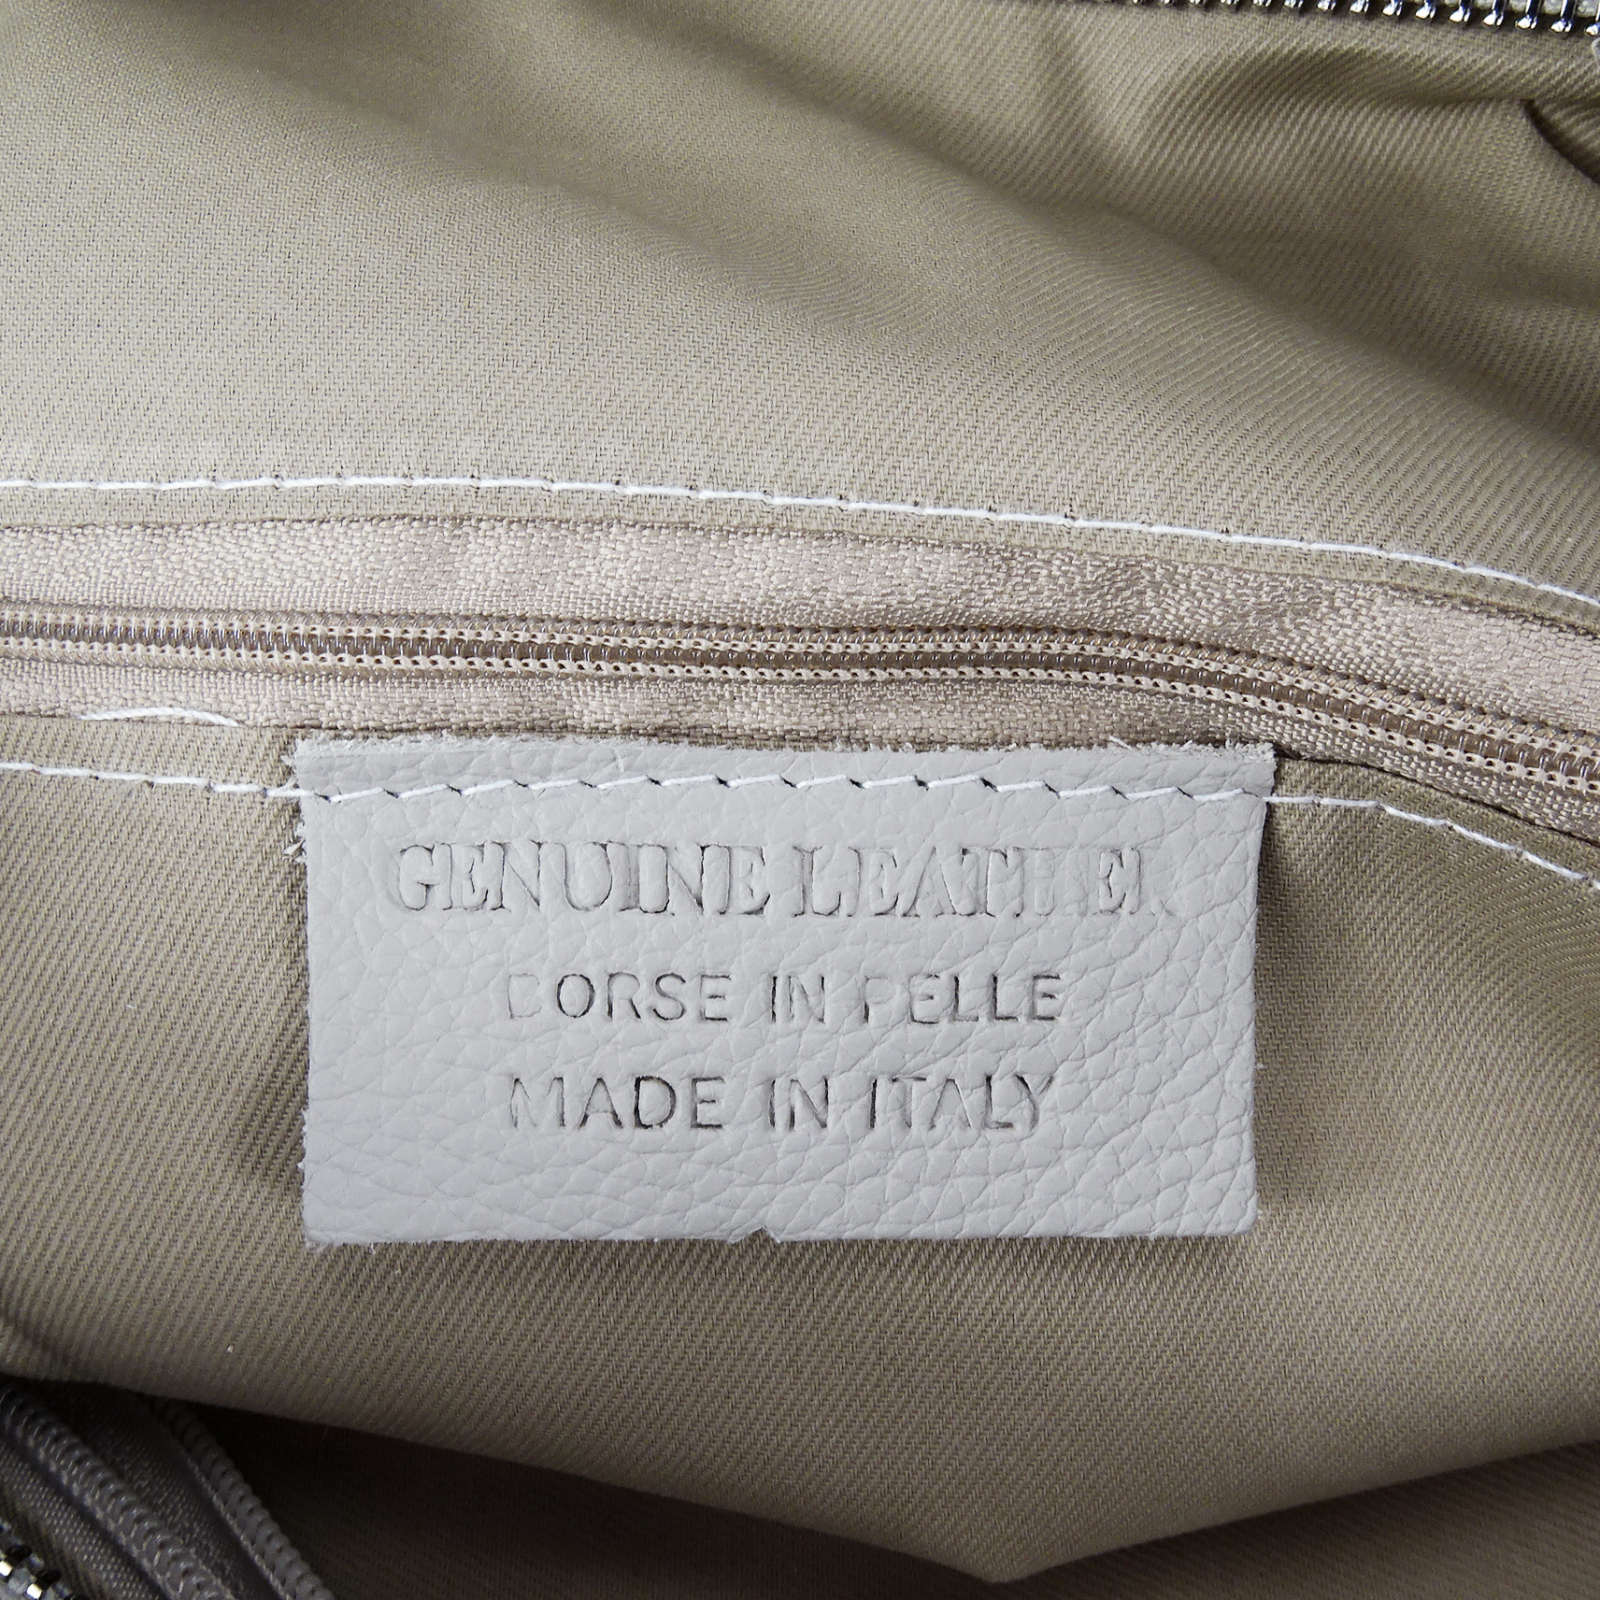 GENUINE LEATHER
BORSE IN PELLE
MADE IN ITALY